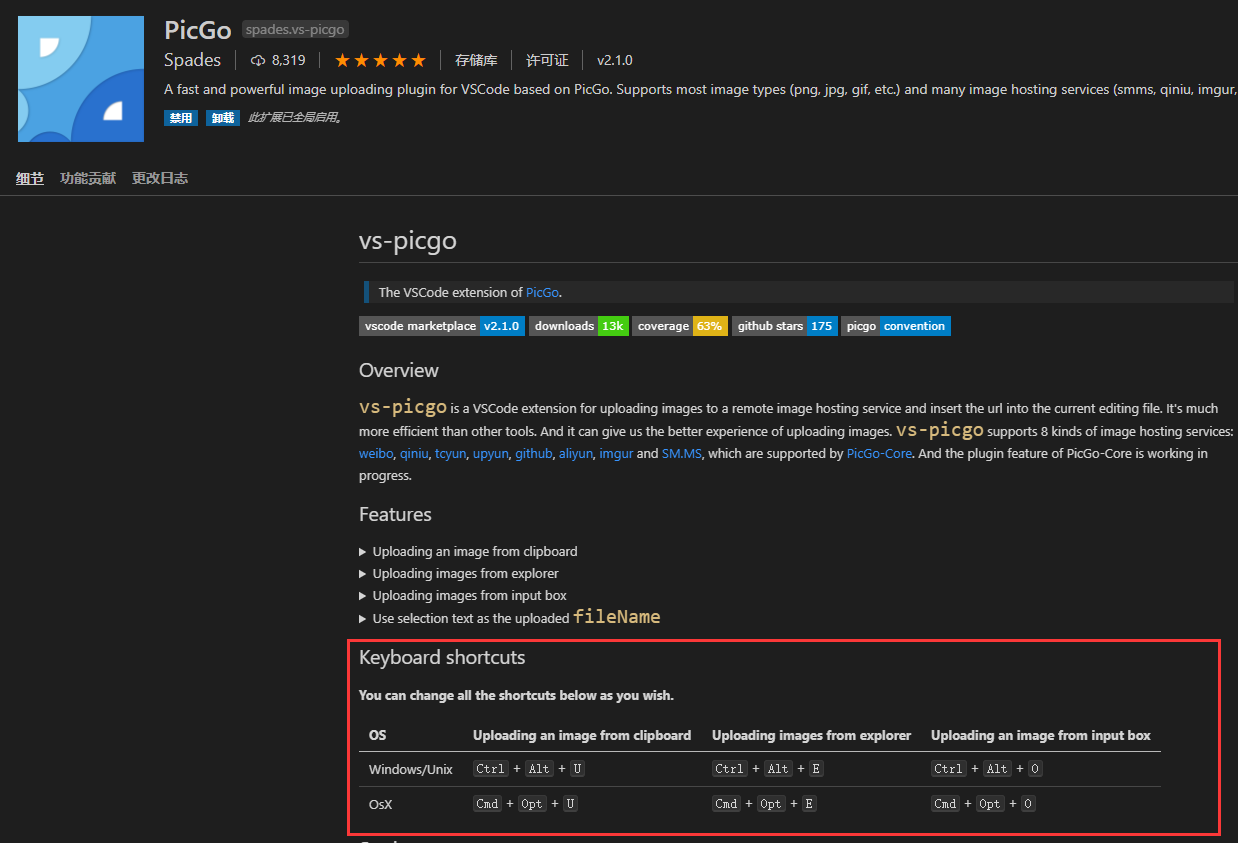 PicGo spades.vs-picgo
Spades 8,319 ★★★★★ 存储库 许可证 v2.1.0
A fast and powerful image uploading plugin for VSCode based on PicGo. Supports most image types (png, jpg, gif, etc.) and many image hosting services (smms, qiniu, imgur,
禁用 卸载 此扩展已全局启用。
细节 功能贡献 更改日志
vs-picgo
The VSCode extension of PicGo.
vscode marketplace v2.1.0 downloads 13k coverage 63% github stars 175 picgo convention
Overview
vs-picgo is a VSCode extension for uploading images to a remote image hosting service and insert the url into the current editing file. It's much
more efficient than other tools. And it can give us the better experience of uploading images. vs-picgo supports 8 kinds of image hosting services:
weibo, qiniu, tcyun, upyun, github, aliyun, imgur and SM.MS, which are supported by PicGo-Core. And the plugin feature of PicGo-Core is working in
progress.
Features
▶ Uploading an image from clipboard
▶ Uploading images from explorer
▶ Uploading images from input box
▶ Use selection text as the uploaded fileName
Keyboard shortcuts
You can change all the shortcuts below as you wish.
OS Uploading an image from clipboard Uploading images from explorer Uploading an image from input box
Windows/Unix Ctrl + Alt + U Ctrl + Alt + E Ctrl + Alt + O
OsX Cmd + Opt + U Cmd + Opt + E Cmd + Opt + O